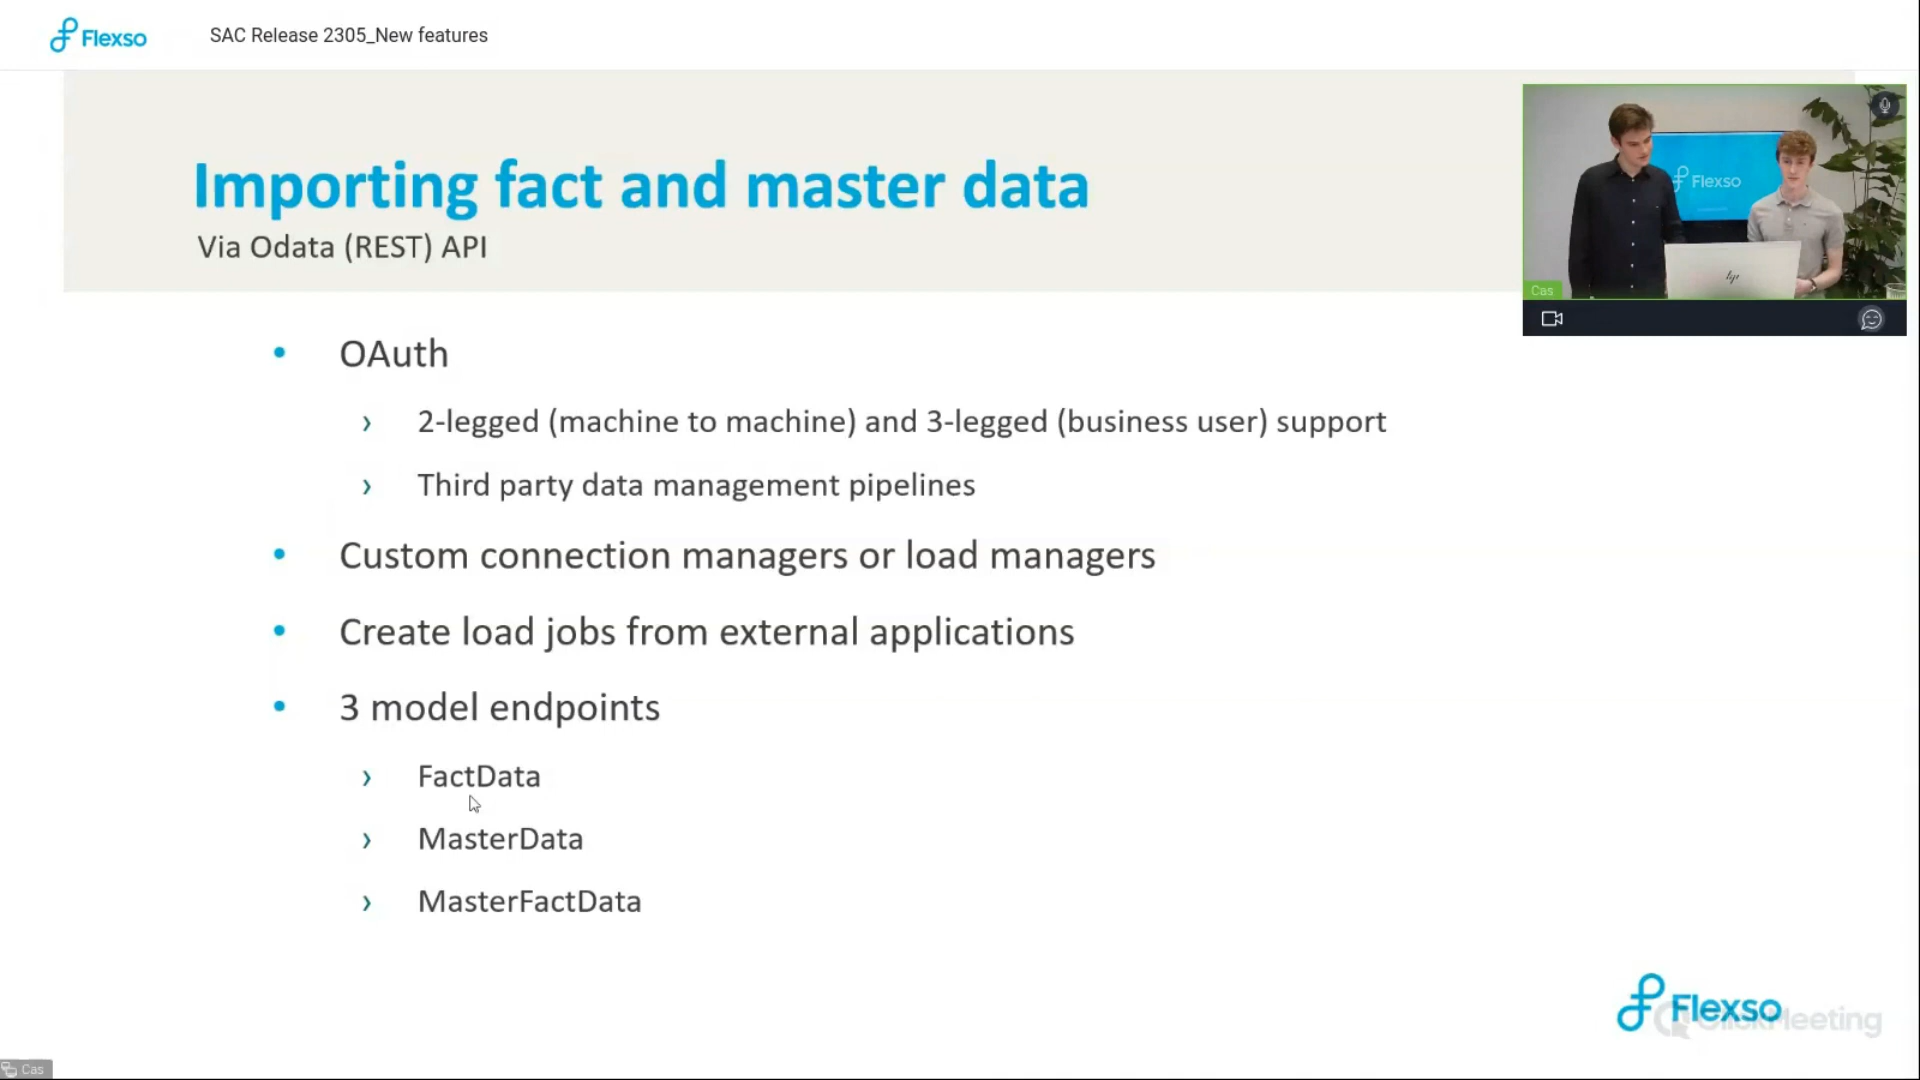 Flexso
SAC Release 2305_New features
Importing fact and master data
Via Odata (REST) API
Flexso
Cas
• OAuth
› 2-legged (machine to machine) and 3-legged (business user) support
› Third party data management pipelines
• Custom connection managers or load managers
• Create load jobs from external applications
• 3 model endpoints
› FactData
› MasterData
› MasterFactData
Flexso
ClickMeeting
Cas